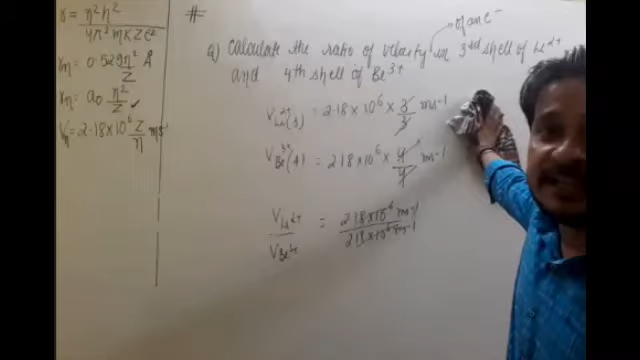 r = n²h² / 4π²mKZe²
rn = 0.529 n²/Z Å
rn = a₀ n²/Z ✓
Vn = 2.18×10⁶ Z/n ms⁻¹
#
of an e⁻
Q) Calculate the ratio of velocity in 3rd shell of Li²⁺
and 4th shell of Be³⁺
V Li²⁺(3) = 2.18 × 10⁶ × 3/3 ms⁻¹
V Be³⁺(4) = 2.18 × 10⁶ × 4/4 ms⁻¹
V Li²⁺ / V Be³⁺ = 2.18×10⁶ ms⁻¹ / 2.18×10⁶ ms⁻¹